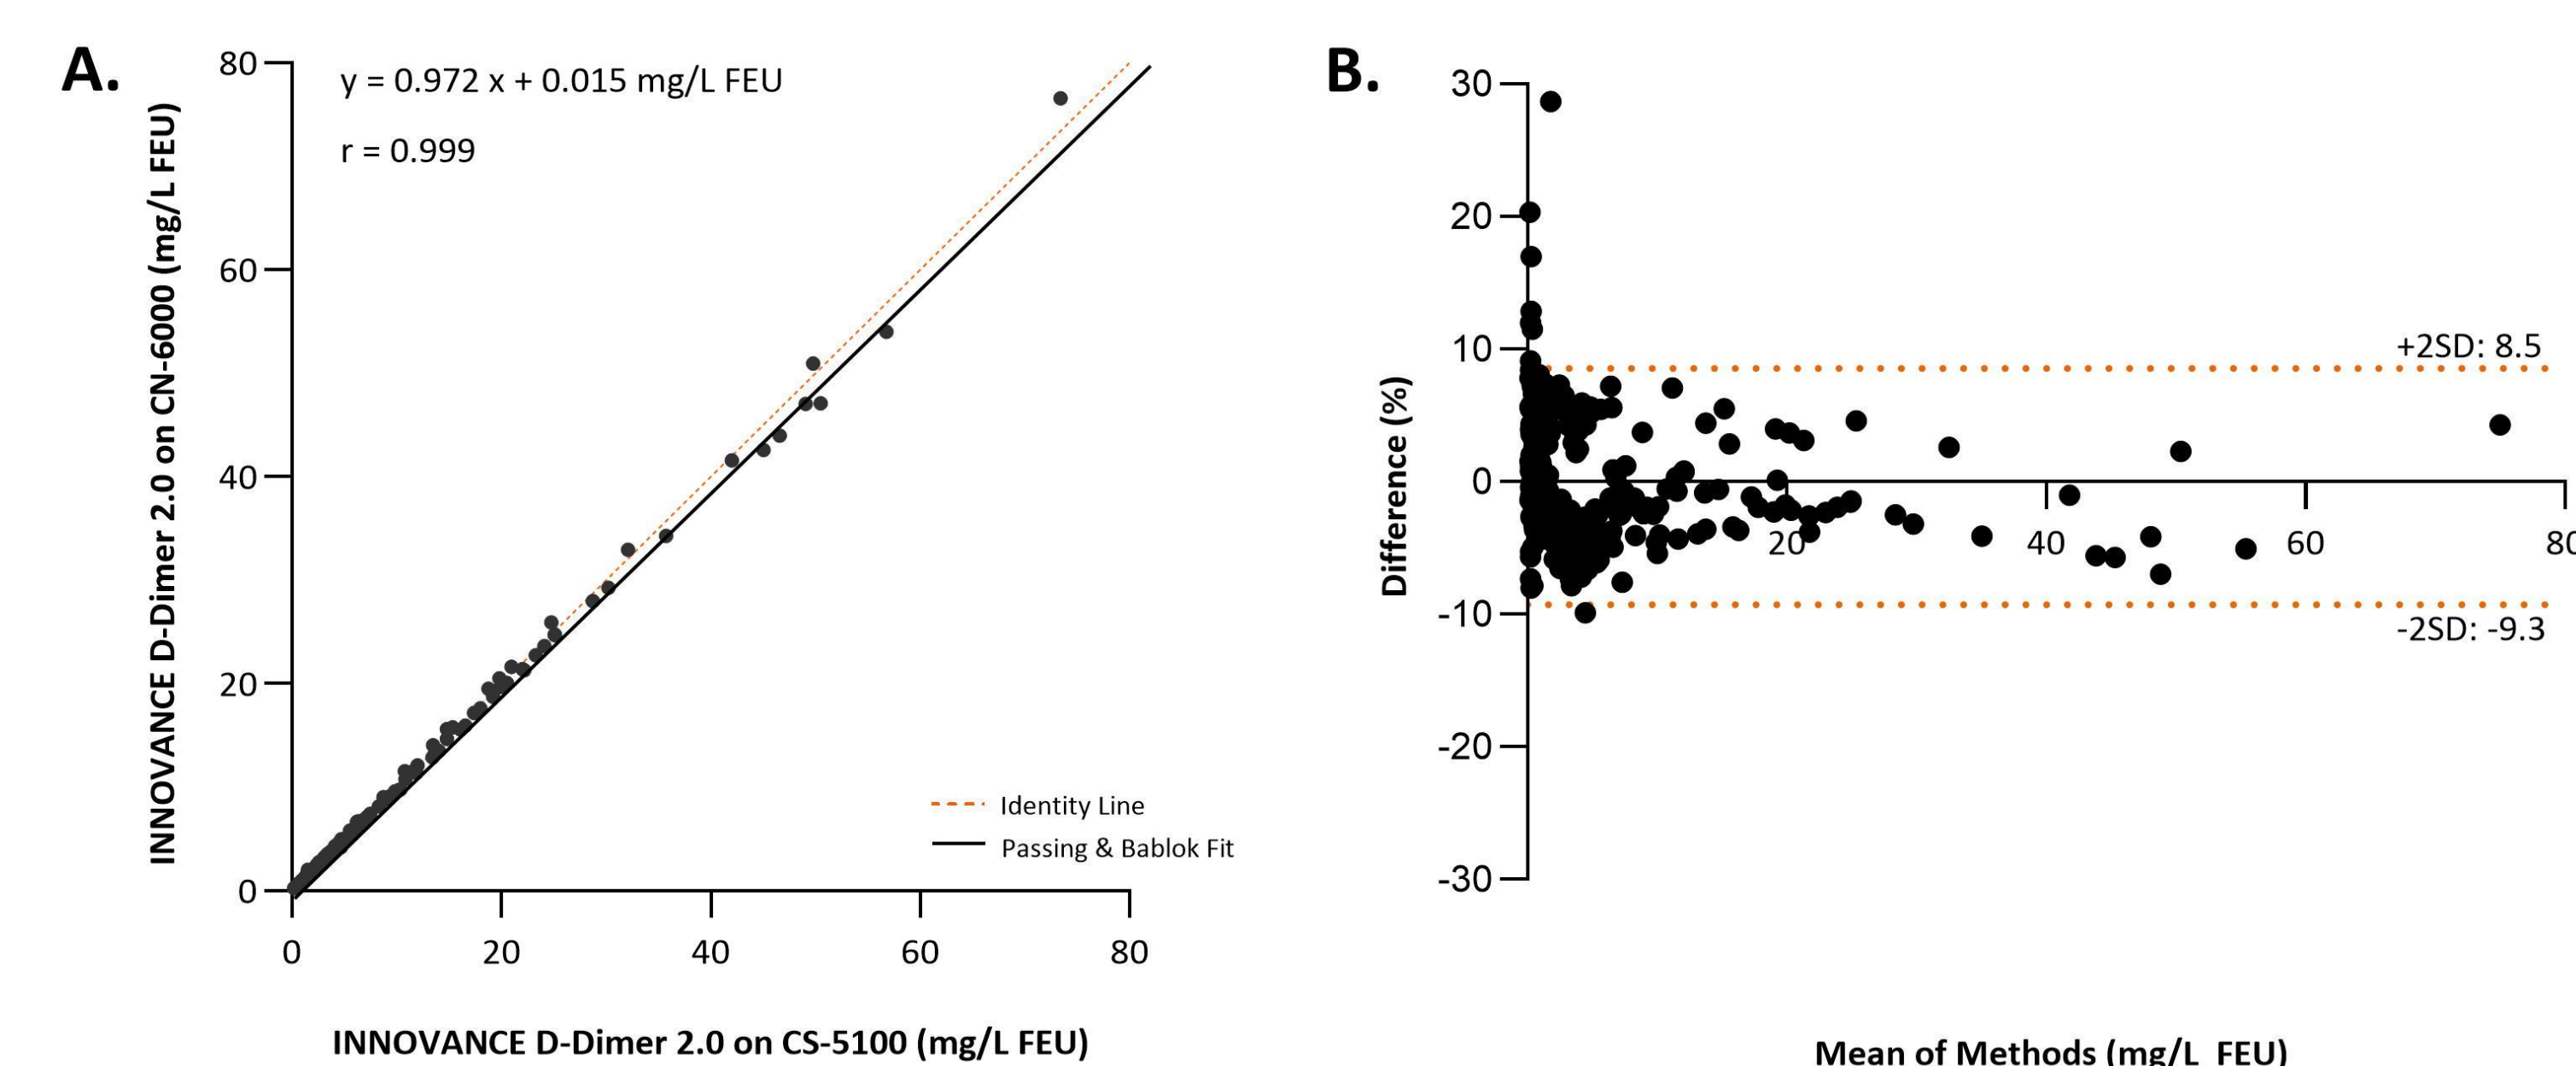 A.
80
60
40
20
0
0 20 40 60 80
INNOVANCE D-Dimer 2.0 on CN-6000 (mg/L FEU)
y = 0.972 x + 0.015 mg/L FEU
r = 0.999
Identity Line
Passing & Bablok Fit
INNOVANCE D-Dimer 2.0 on CS-5100 (mg/L FEU)
B.
30
20
10
0
-10
-20
-30
Difference (%)
+2SD: 8.5
20 40 60 80
-2SD: -9.3
Mean of Methods (mg/L FEU)